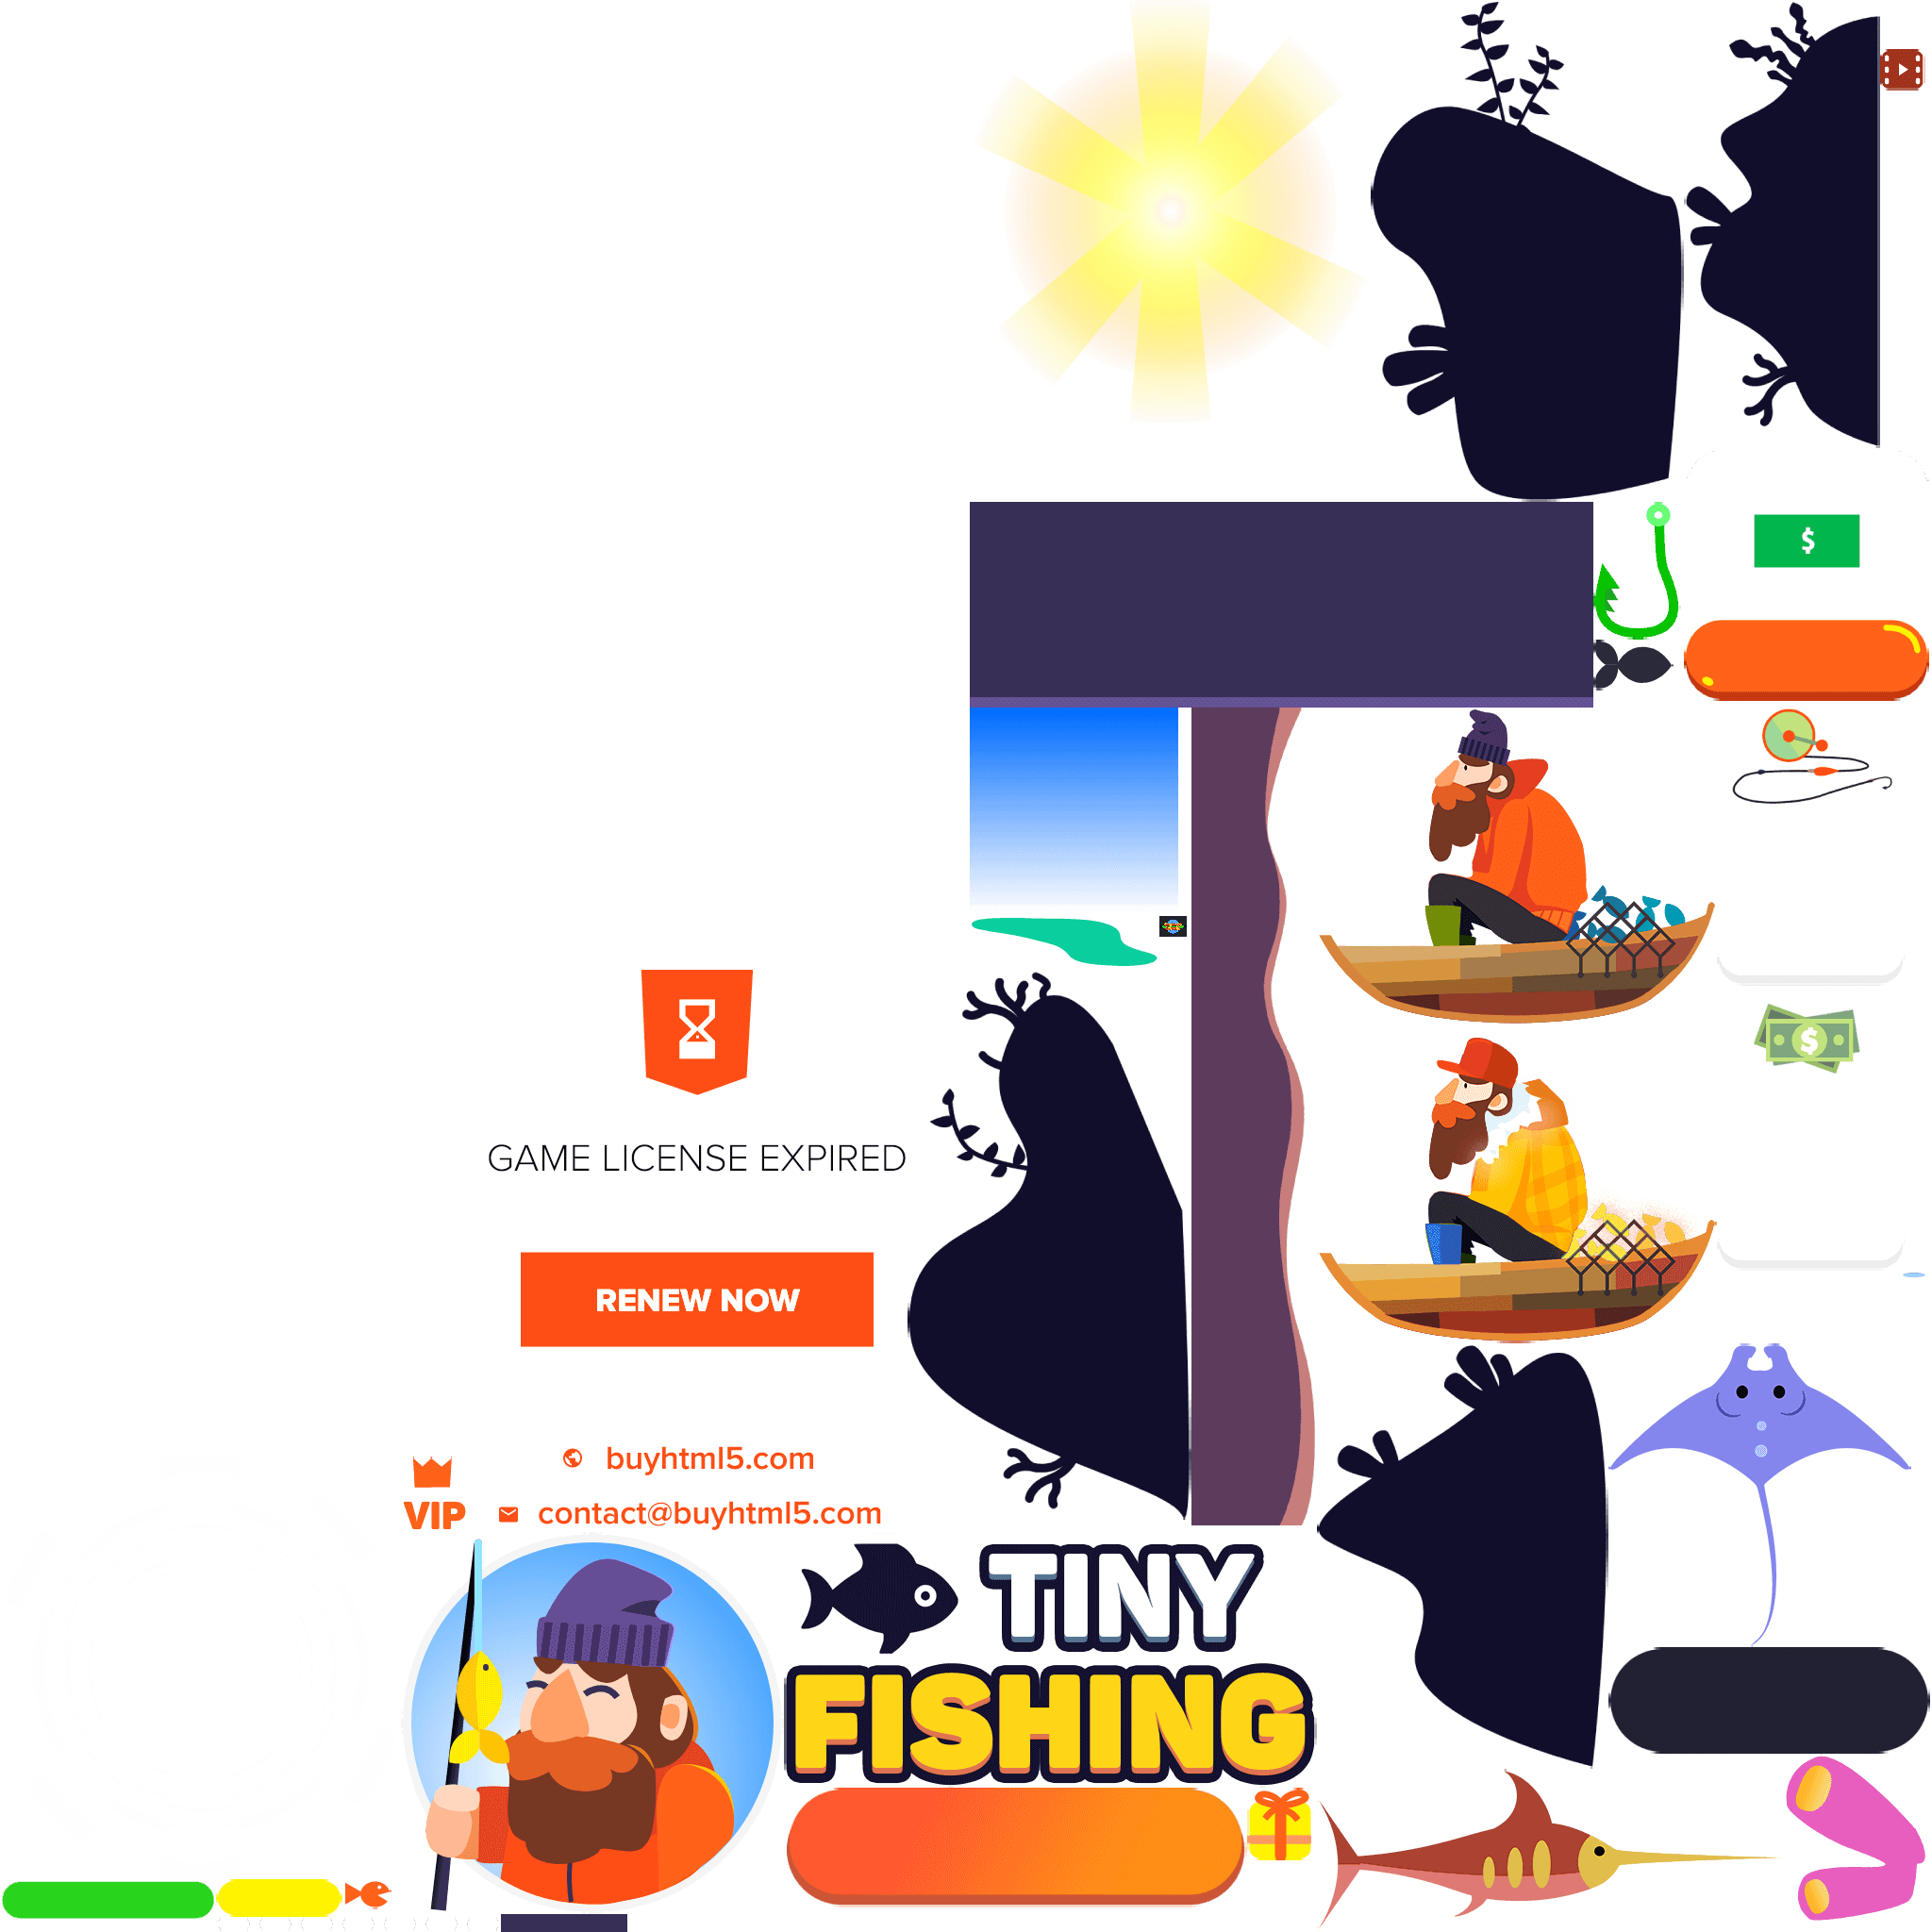 $
$
GAME LICENSE EXPIRED
RENEW NOW
buyhtml5.com
VIP
contact@buyhtml5.com
TINY
FISHING